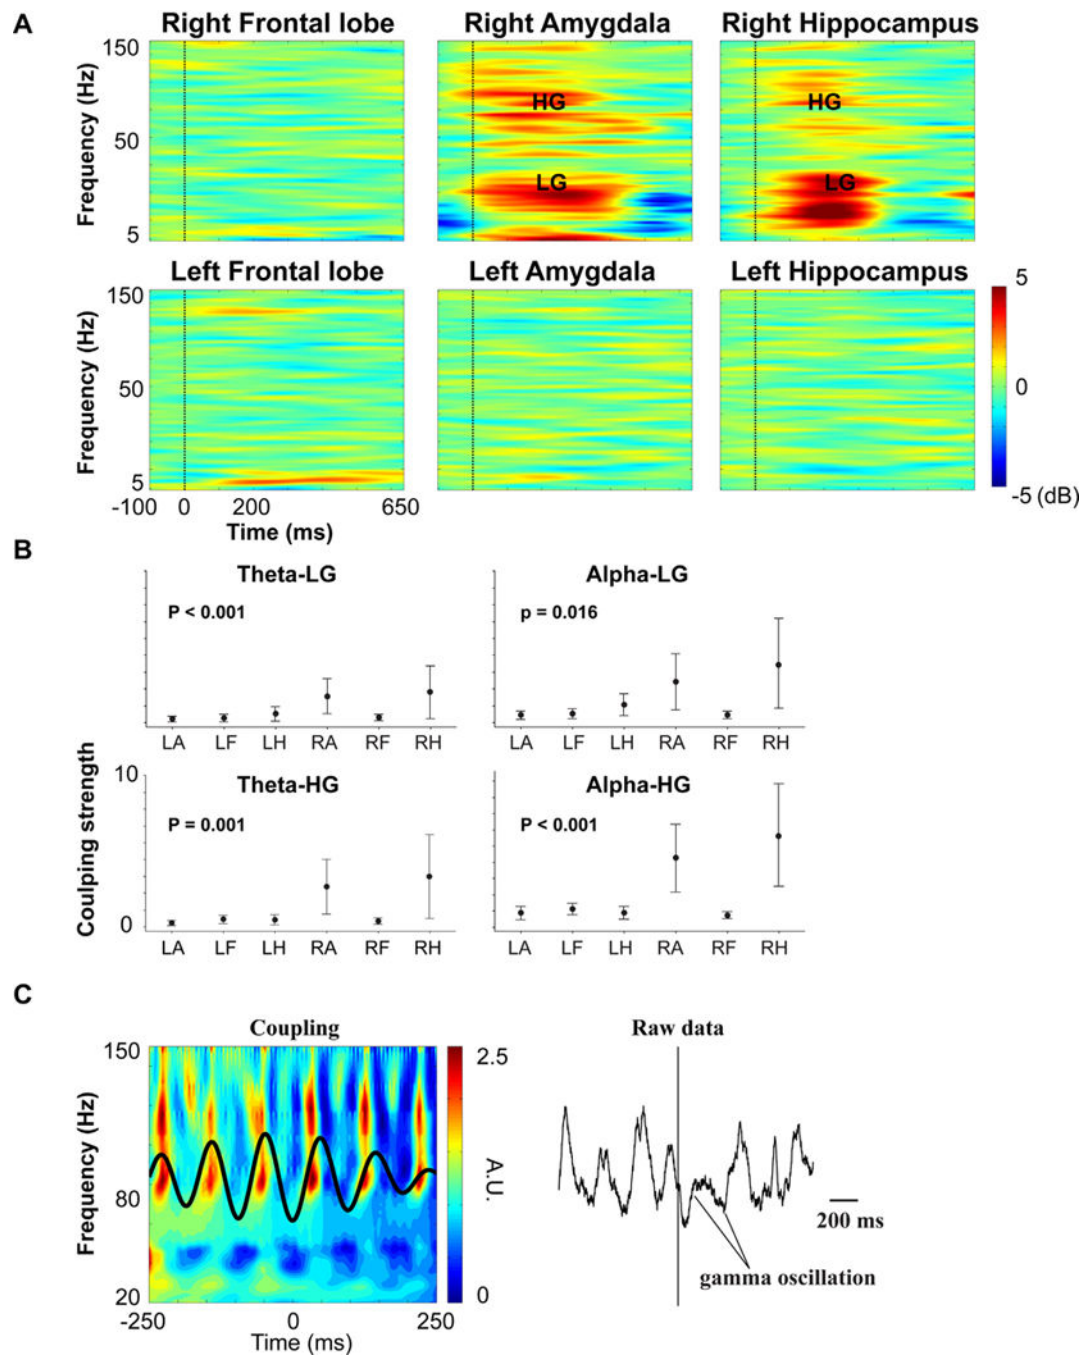 A
Right Frontal lobe
Right Amygdala
Right Hippocampus
150
50
5
Frequency (Hz)
HG
LG
HG
LG
Left Frontal lobe
Left Amygdala
Left Hippocampus
150
50
5
Frequency (Hz)
-100 0 200 650
Time (ms)
5
0
-5 (dB)
B
Theta-LG
P < 0.001
LA LF LH RA RF RH
Alpha-LG
p = 0.016
LA LF LH RA RF RH
Coulping strength
10
0
Theta-HG
P = 0.001
LA LF LH RA RF RH
Alpha-HG
P < 0.001
LA LF LH RA RF RH
C
Coupling
150
80
20
Frequency (Hz)
-250 0 250
Time (ms)
2.5
0
A.U.
Raw data
200 ms
gamma oscillation